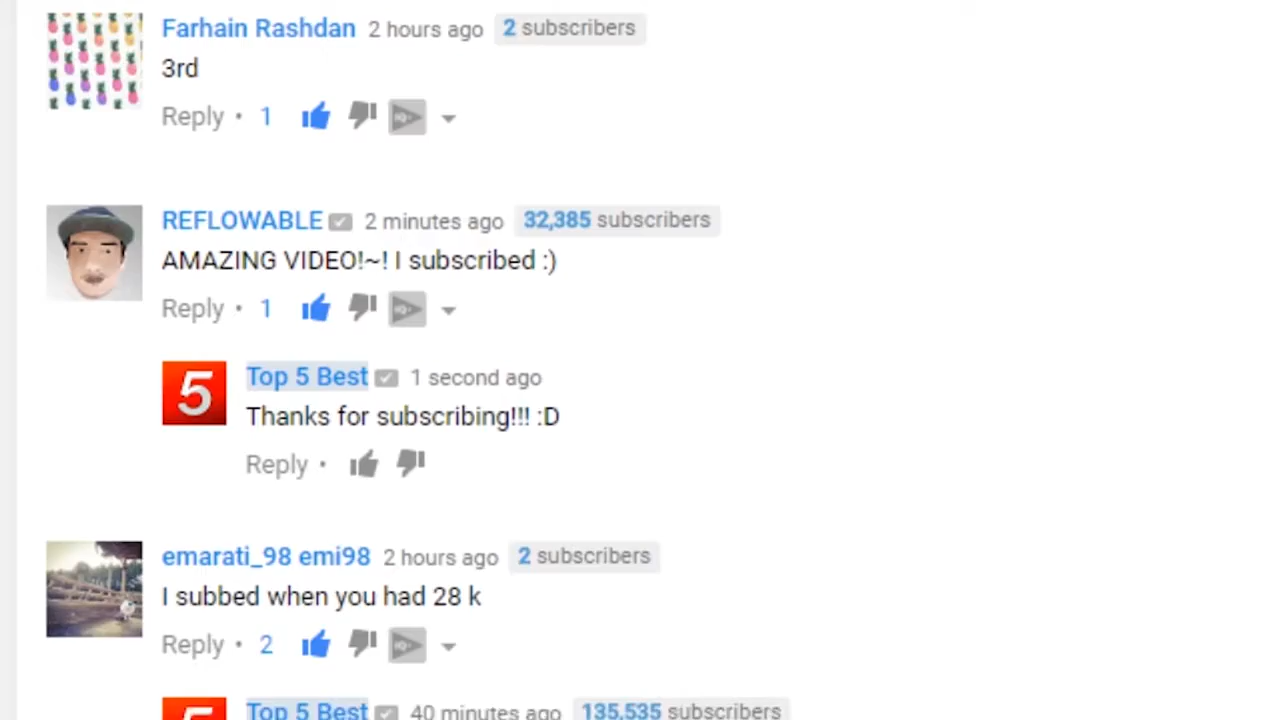 Farhain Rashdan 2 hours ago 2 subscribers
3rd
Reply • 1
REFLOWABLE 2 minutes ago 32,385 subscribers
AMAZING VIDEO!~! I subscribed :)
Reply • 1
5 Top 5 Best 1 second ago
Thanks for subscribing!!! :D
Reply •
emarati_98 emi98 2 hours ago 2 subscribers
I subbed when you had 28 k
Reply • 2
5 Top 5 Best 40 minutes ago 135,535 subscribers